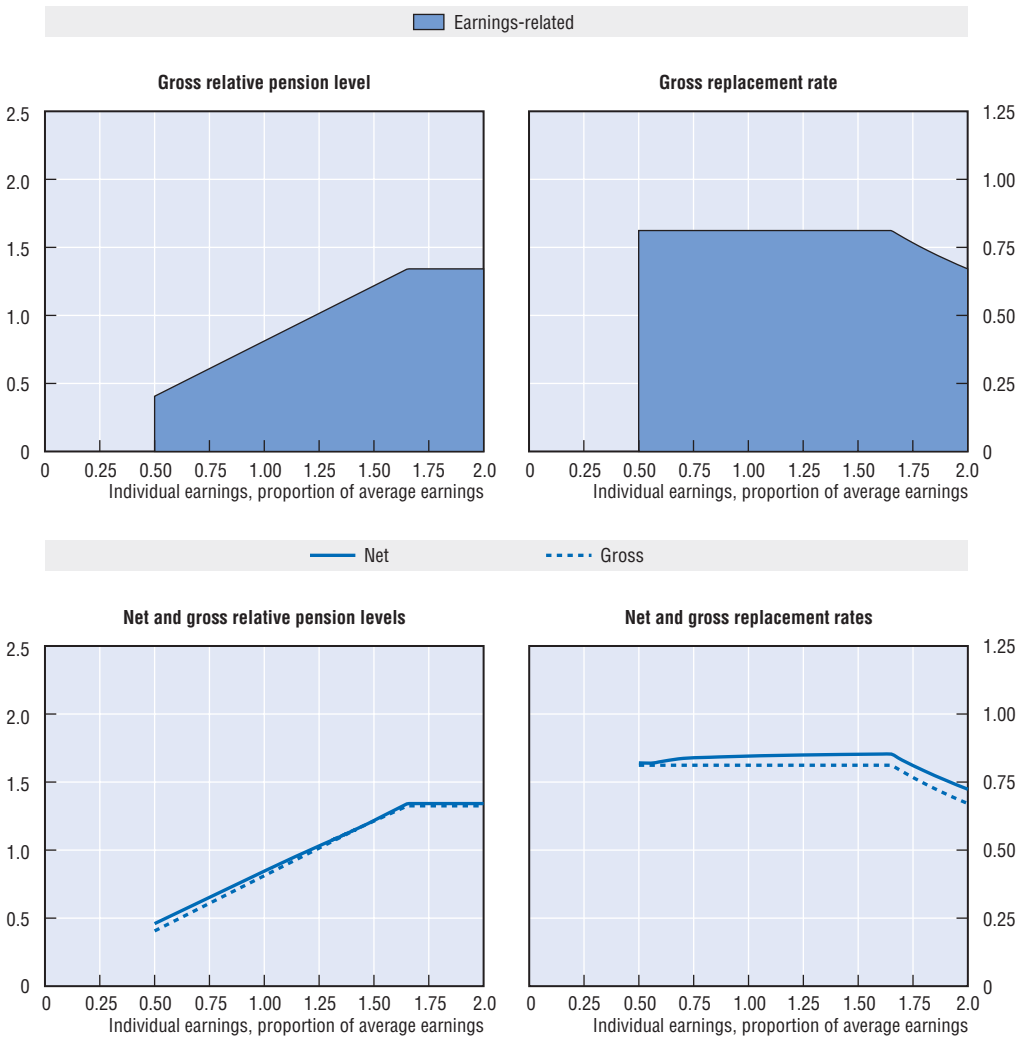 Earnings-related
Gross relative pension level
2.5
2.0
1.5
1.0
0.5
0
0 0.25 0.50 0.75 1.00 1.25 1.50 1.75 2.0
Individual earnings, proportion of average earnings
Gross replacement rate
1.25
1.00
0.75
0.50
0.25
0
0 0.25 0.50 0.75 1.00 1.25 1.50 1.75 2.0
Individual earnings, proportion of average earnings
Net Gross
Net and gross relative pension levels
2.5
2.0
1.5
1.0
0.5
0
0 0.25 0.50 0.75 1.00 1.25 1.50 1.75 2.0
Individual earnings, proportion of average earnings
Net and gross replacement rates
1.25
1.00
0.75
0.50
0.25
0
0 0.25 0.50 0.75 1.00 1.25 1.50 1.75 2.0
Individual earnings, proportion of average earnings